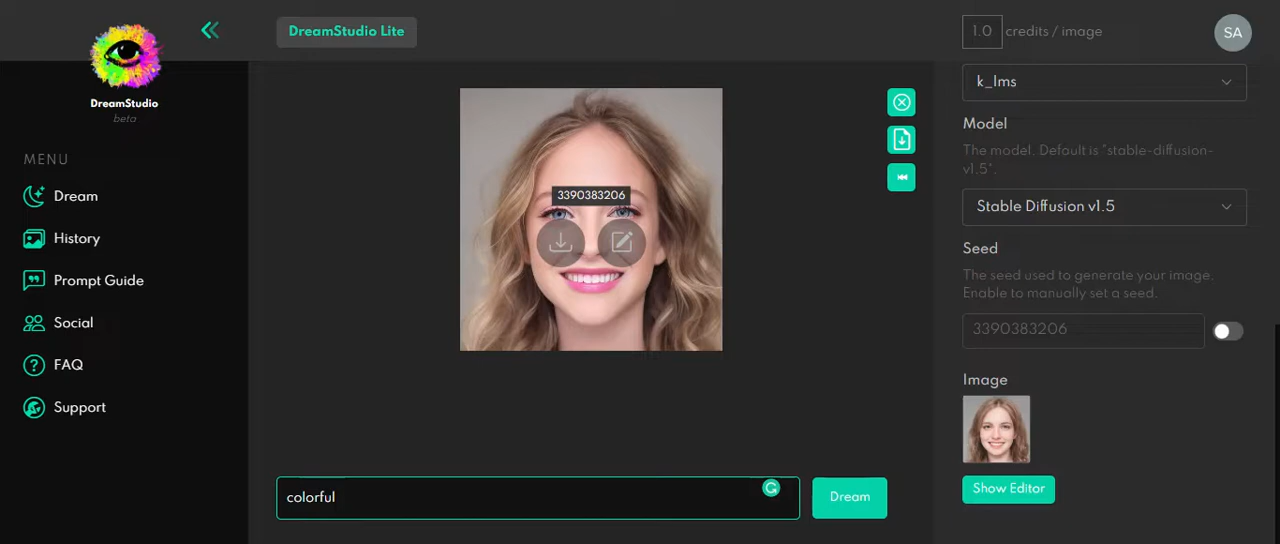 DreamStudio
beta
MENU
Dream
History
Prompt Guide
Social
FAQ
Support
DreamStudio Lite
3390383206
colorful
Dream
1.0 credits / image
SA
k_lms
Model
The model. Default is "stable-diffusion-
v1.5".
Stable Diffusion v1.5
Seed
The seed used to generate your image.
Enable to manually set a seed.
3390383206
Image
Show Editor